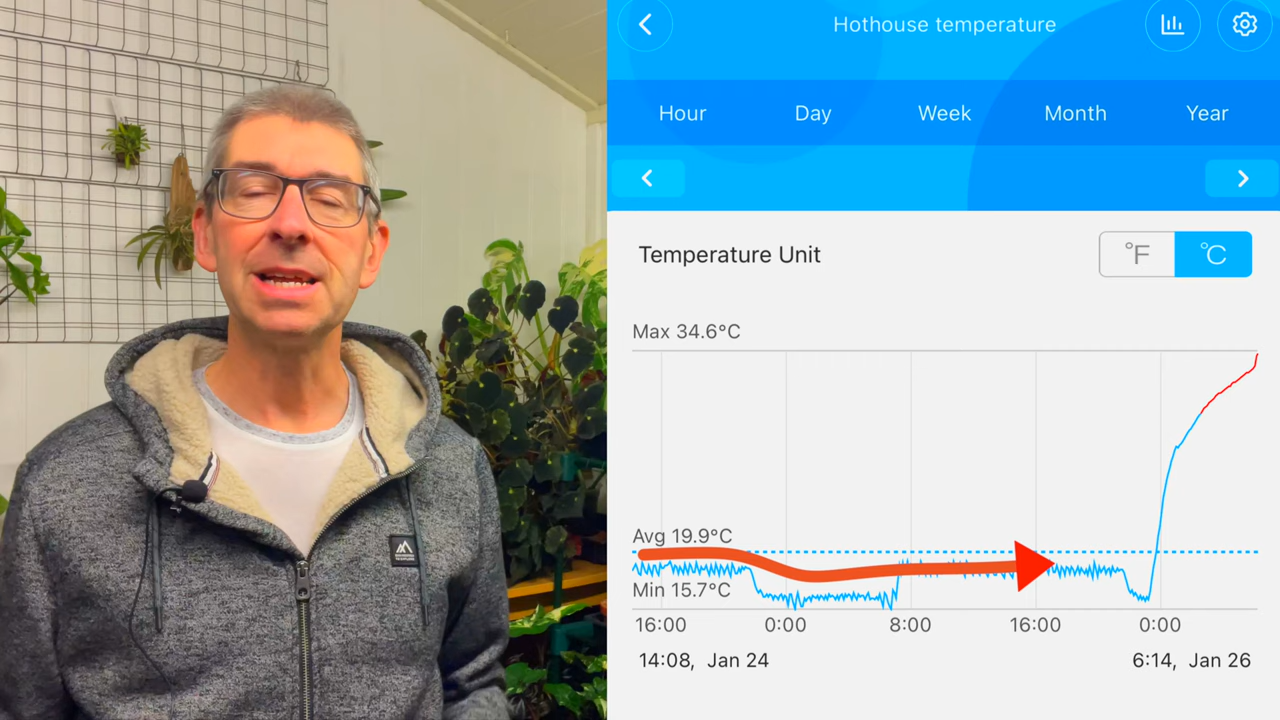 Hothouse temperature
Hour Day Week Month Year
Temperature Unit
°F °C
Max 34.6°C
Avg 19.9°C
Min 15.7°C
16:00 0:00 8:00 16:00 0:00
14:08, Jan 24 6:14, Jan 26